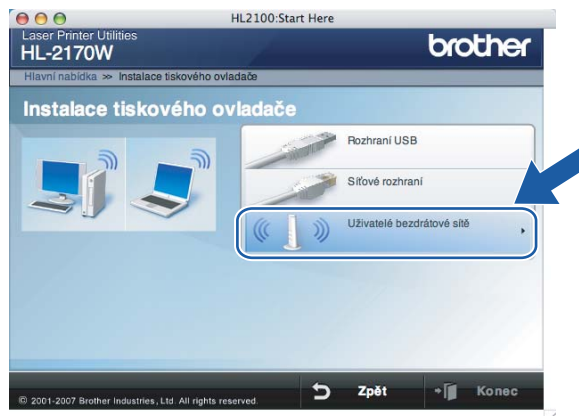 HL2100:Start Here
Laser Printer Utilities
HL-2170W
brother
Hlavní nabídka >> Instalace tiskového ovladače
Instalace tiskového ovladače
Rozhraní USB
Síťové rozhraní
Uživatelé bezdrátové sítě
© 2001-2007 Brother Industries, Ltd. All rights reserved.
Zpět
Konec